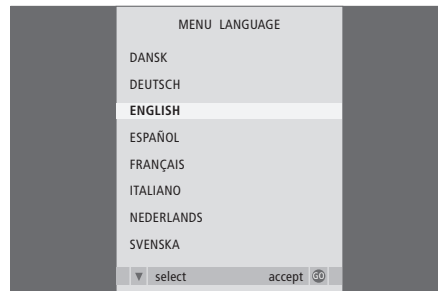 MENU LANGUAGE
DANSK
DEUTSCH
ENGLISH
ESPAÑOL
FRANÇAIS
ITALIANO
NEDERLANDS
SVENSKA
select accept GO